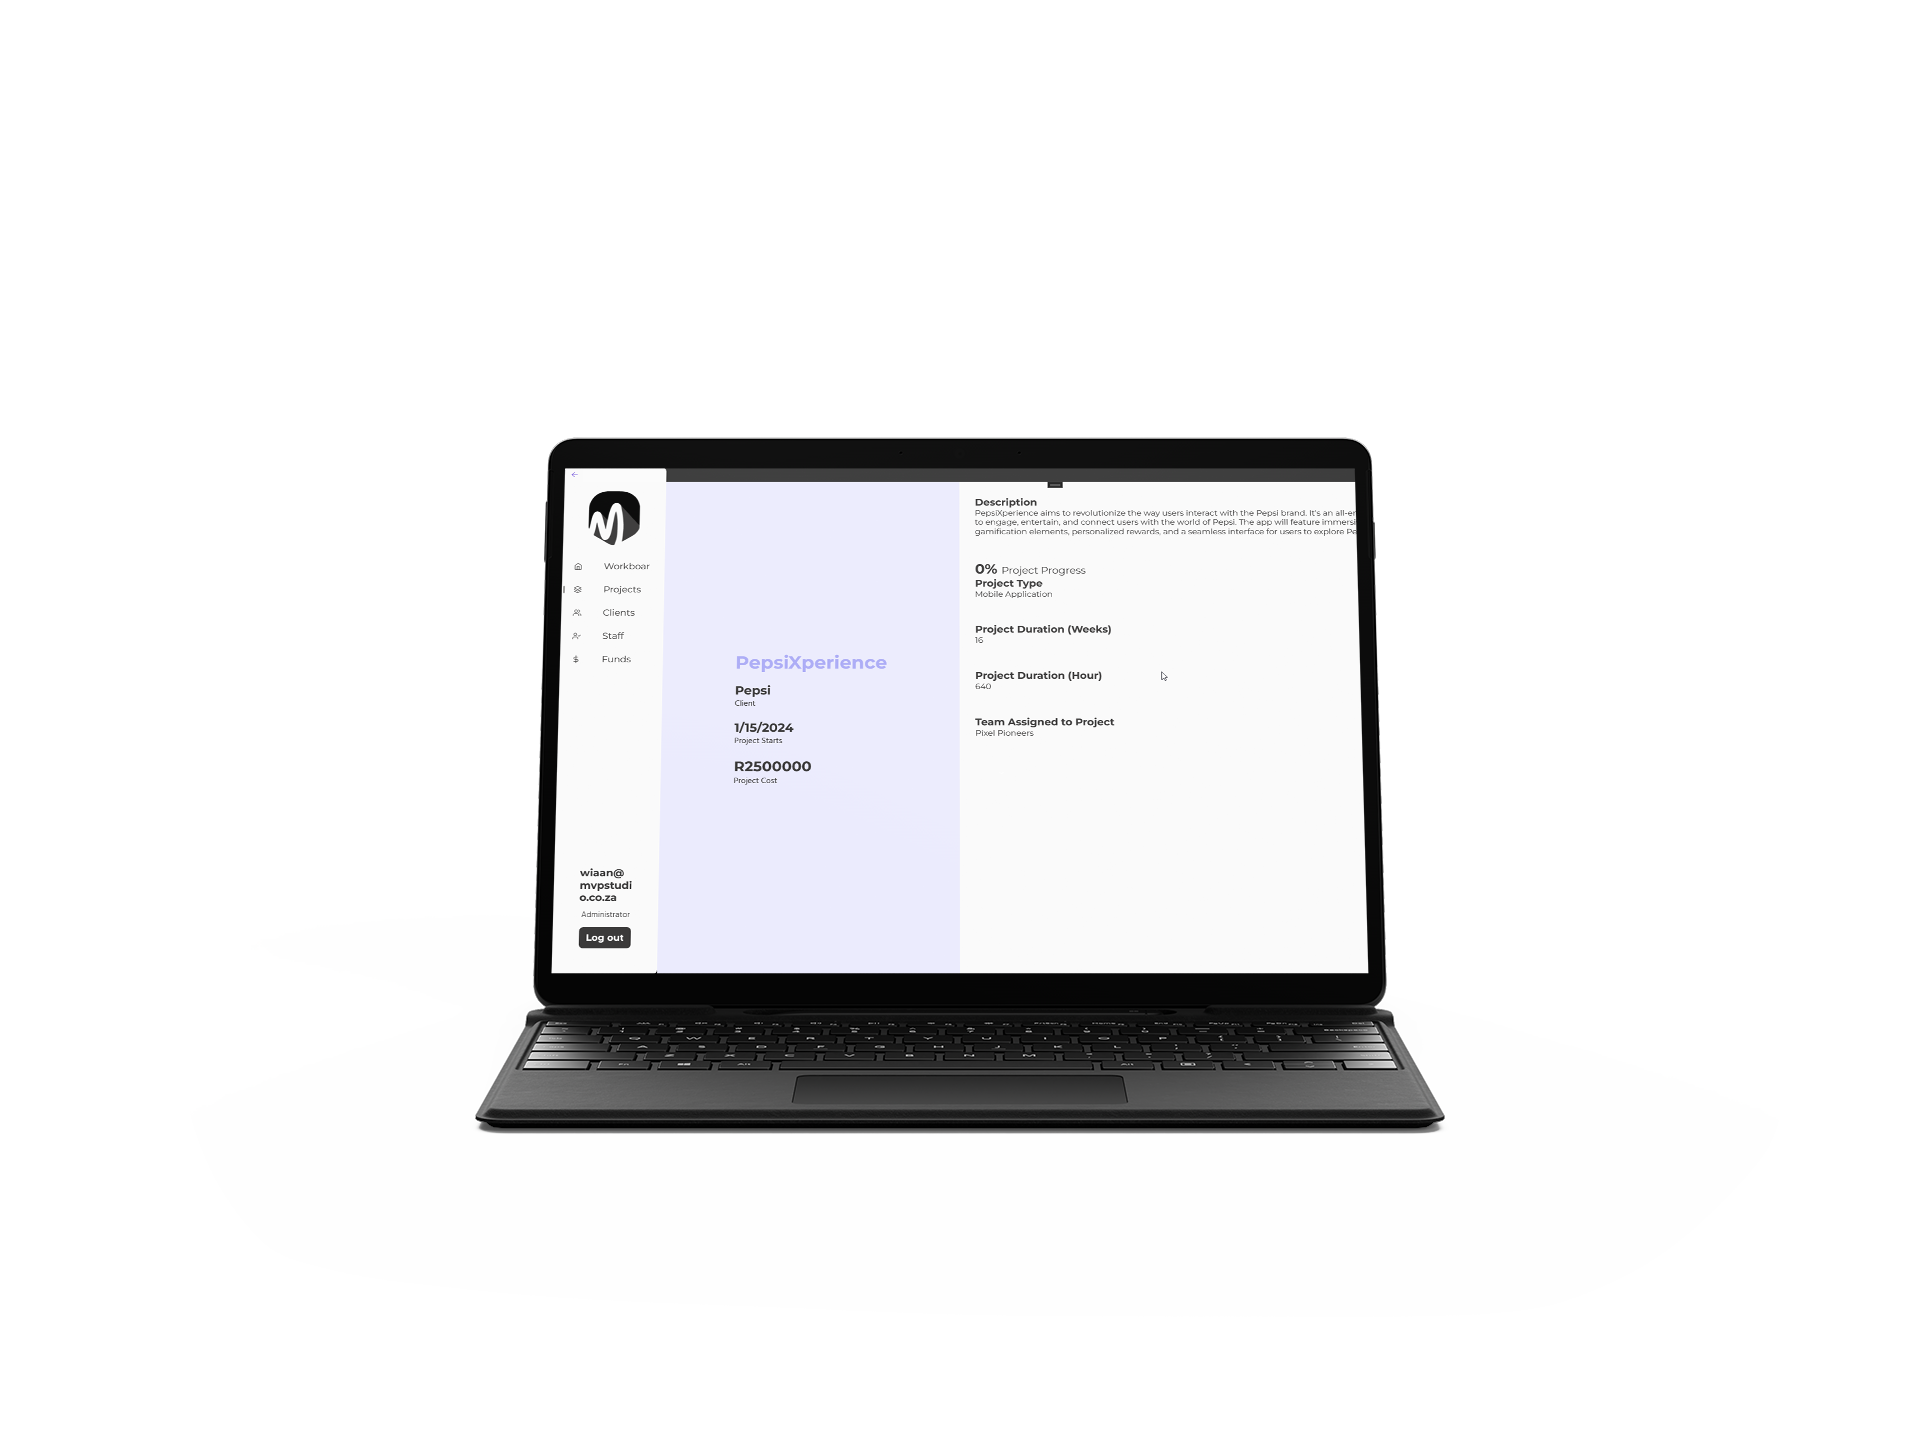 Workboar
Projects
Clients
Staff
Funds
wiaan@
mvpstudi
o.co.za
Administrator
Log out
PepsiXperience
Pepsi
Client
1/15/2024
Project Starts
R2500000
Project Cost
Description
PepsiXperience aims to revolutionize the way users interact with the Pepsi brand. It's an all-en
to engage, entertain, and connect users with the world of Pepsi. The app will feature immersi
gamification elements, personalized rewards, and a seamless interface for users to explore Pe
0% Project Progress
Project Type
Mobile Application
Project Duration (Weeks)
16
Project Duration (Hour)
640
Team Assigned to Project
Pixel Pioneers
Q W E R T Y U I O P
A S D F G H J K L
Z X C V B N M
Fn Alt Alt